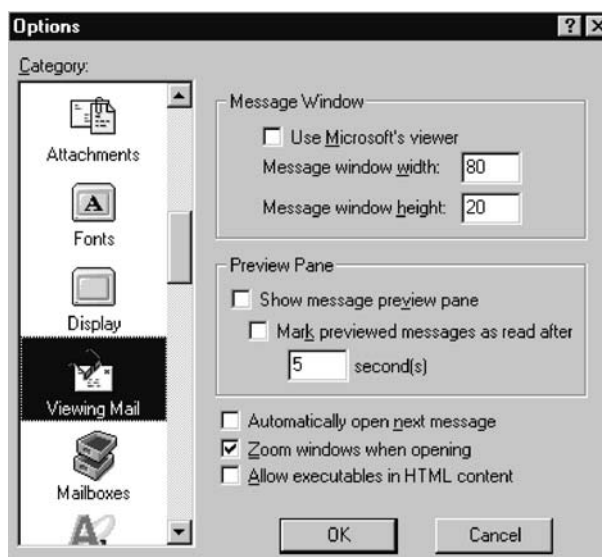 Options
Category:
Attachments
Fonts
Display
Viewing Mail
Mailboxes
Message Window
Use Microsoft's viewer
Message window width: 80
Message window height: 20
Preview Pane
Show message preview pane
Mark previewed messages as read after
5 second(s)
Automatically open next message
Zoom windows when opening
Allow executables in HTML content
OK Cancel